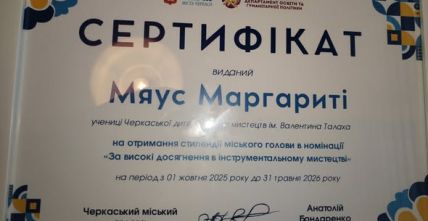 МІСТА ЧЕРКАСИ
ДЕПАРТАМЕНТ ОСВІТИ ТА
ГУМАНІТАРНОЇ ПОЛІТИКИ
СЕРТИФІКАТ
виданий
Мяус Маргариті
учениці Черкаської мистецтв ім. Валентина Талаха
на отримання стипендії міського голови в номінації
«За високі досягнення в інструментальному мистецтві»
на період з 01 жовтня 2025 року до 31 травня 2026 року
Черкаський міський
Анатолій
Бондаренко